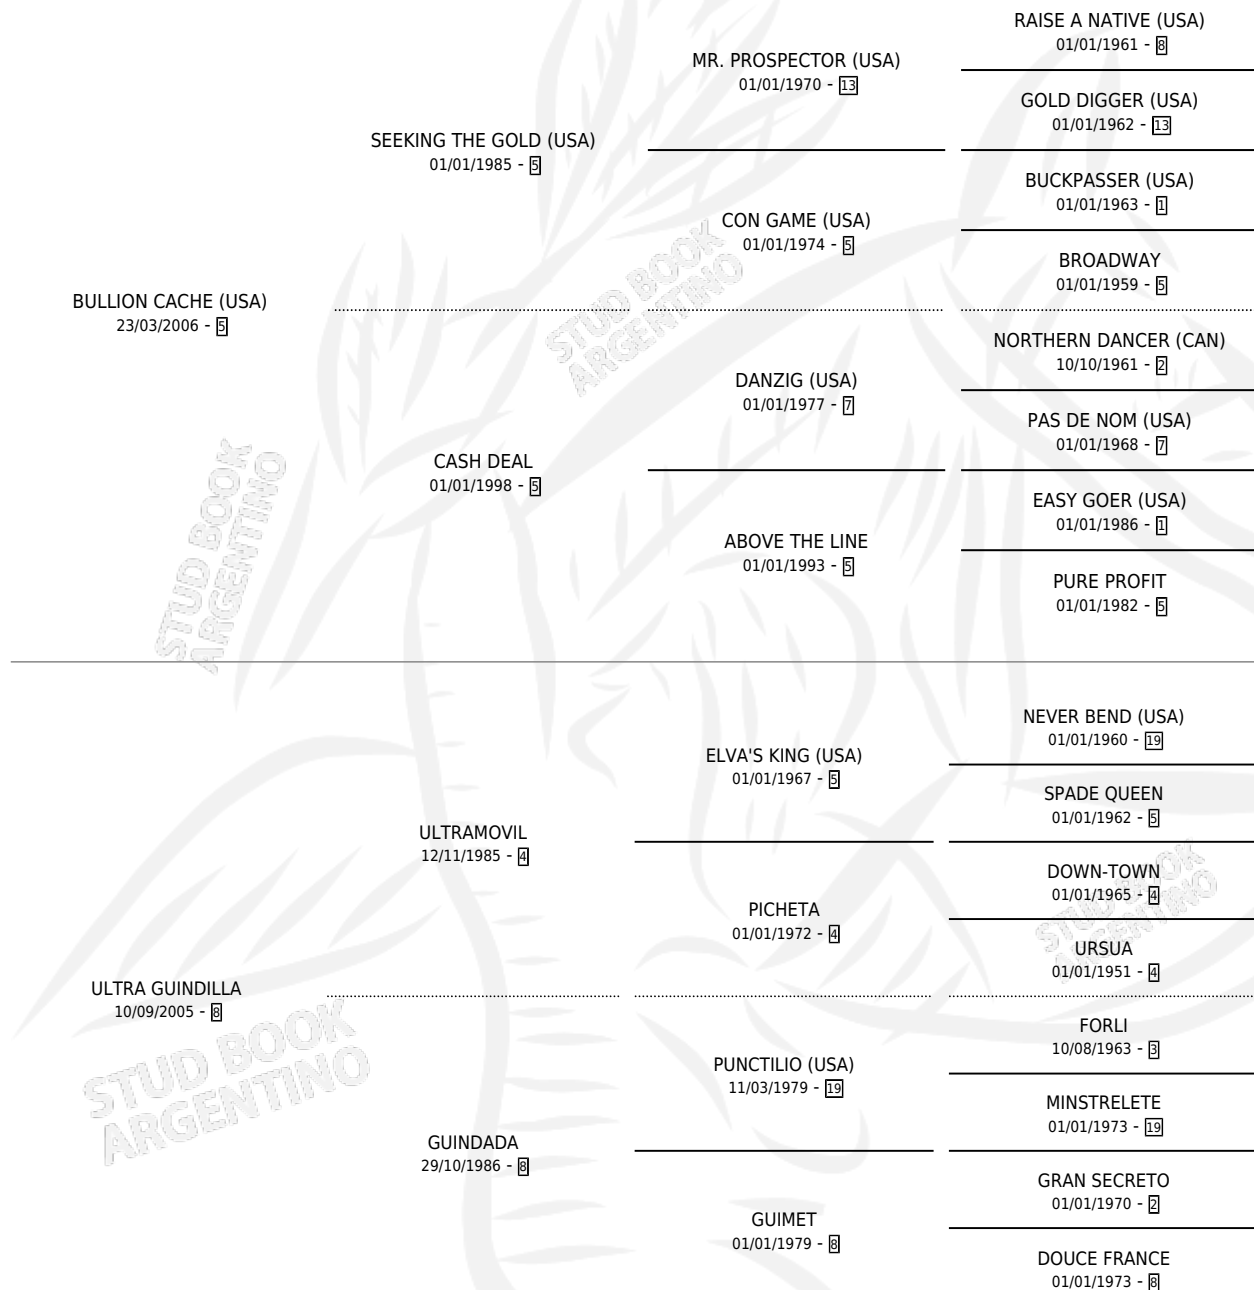 BULLION CACHE (USA)
23/03/2006 - 5
SEEKING THE GOLD (USA)
01/01/1985 - 5
MR. PROSPECTOR (USA)
01/01/1970 - 13
RAISE A NATIVE (USA)
01/01/1961 - 8
GOLD DIGGER (USA)
01/01/1962 - 13
CON GAME (USA)
01/01/1974 - 5
BUCKPASSER (USA)
01/01/1963 - 1
BROADWAY
01/01/1959 - 5
CASH DEAL
01/01/1998 - 5
DANZIG (USA)
01/01/1977 - 7
NORTHERN DANCER (CAN)
10/10/1961 - 2
PAS DE NOM (USA)
01/01/1968 - 7
ABOVE THE LINE
01/01/1993 - 5
EASY GOER (USA)
01/01/1986 - 1
PURE PROFIT
01/01/1982 - 5
ULTRA GUINDILLA
10/09/2005 - 8
ULTRAMOVIL
12/11/1985 - 4
ELVA'S KING (USA)
01/01/1967 - 5
NEVER BEND (USA)
01/01/1960 - 19
SPADE QUEEN
01/01/1962 - 5
PICHETA
01/01/1972 - 4
DOWN-TOWN
01/01/1965 - 4
URSUA
01/01/1951 - 4
GUINDADA
29/10/1986 - 8
PUNCTILIO (USA)
11/03/1979 - 19
FORLI
10/08/1963 - 3
MINSTRELETE
01/01/1973 - 19
GUIMET
01/01/1979 - 8
GRAN SECRETO
01/01/1970 - 2
DOUCE FRANCE
01/01/1973 - 8
STUD BOOK
ARGENTINO
STUD BOOK
ARGENTINO
STUD BOOK
ARGENTINO
STUD BOOK
ARGENTINO